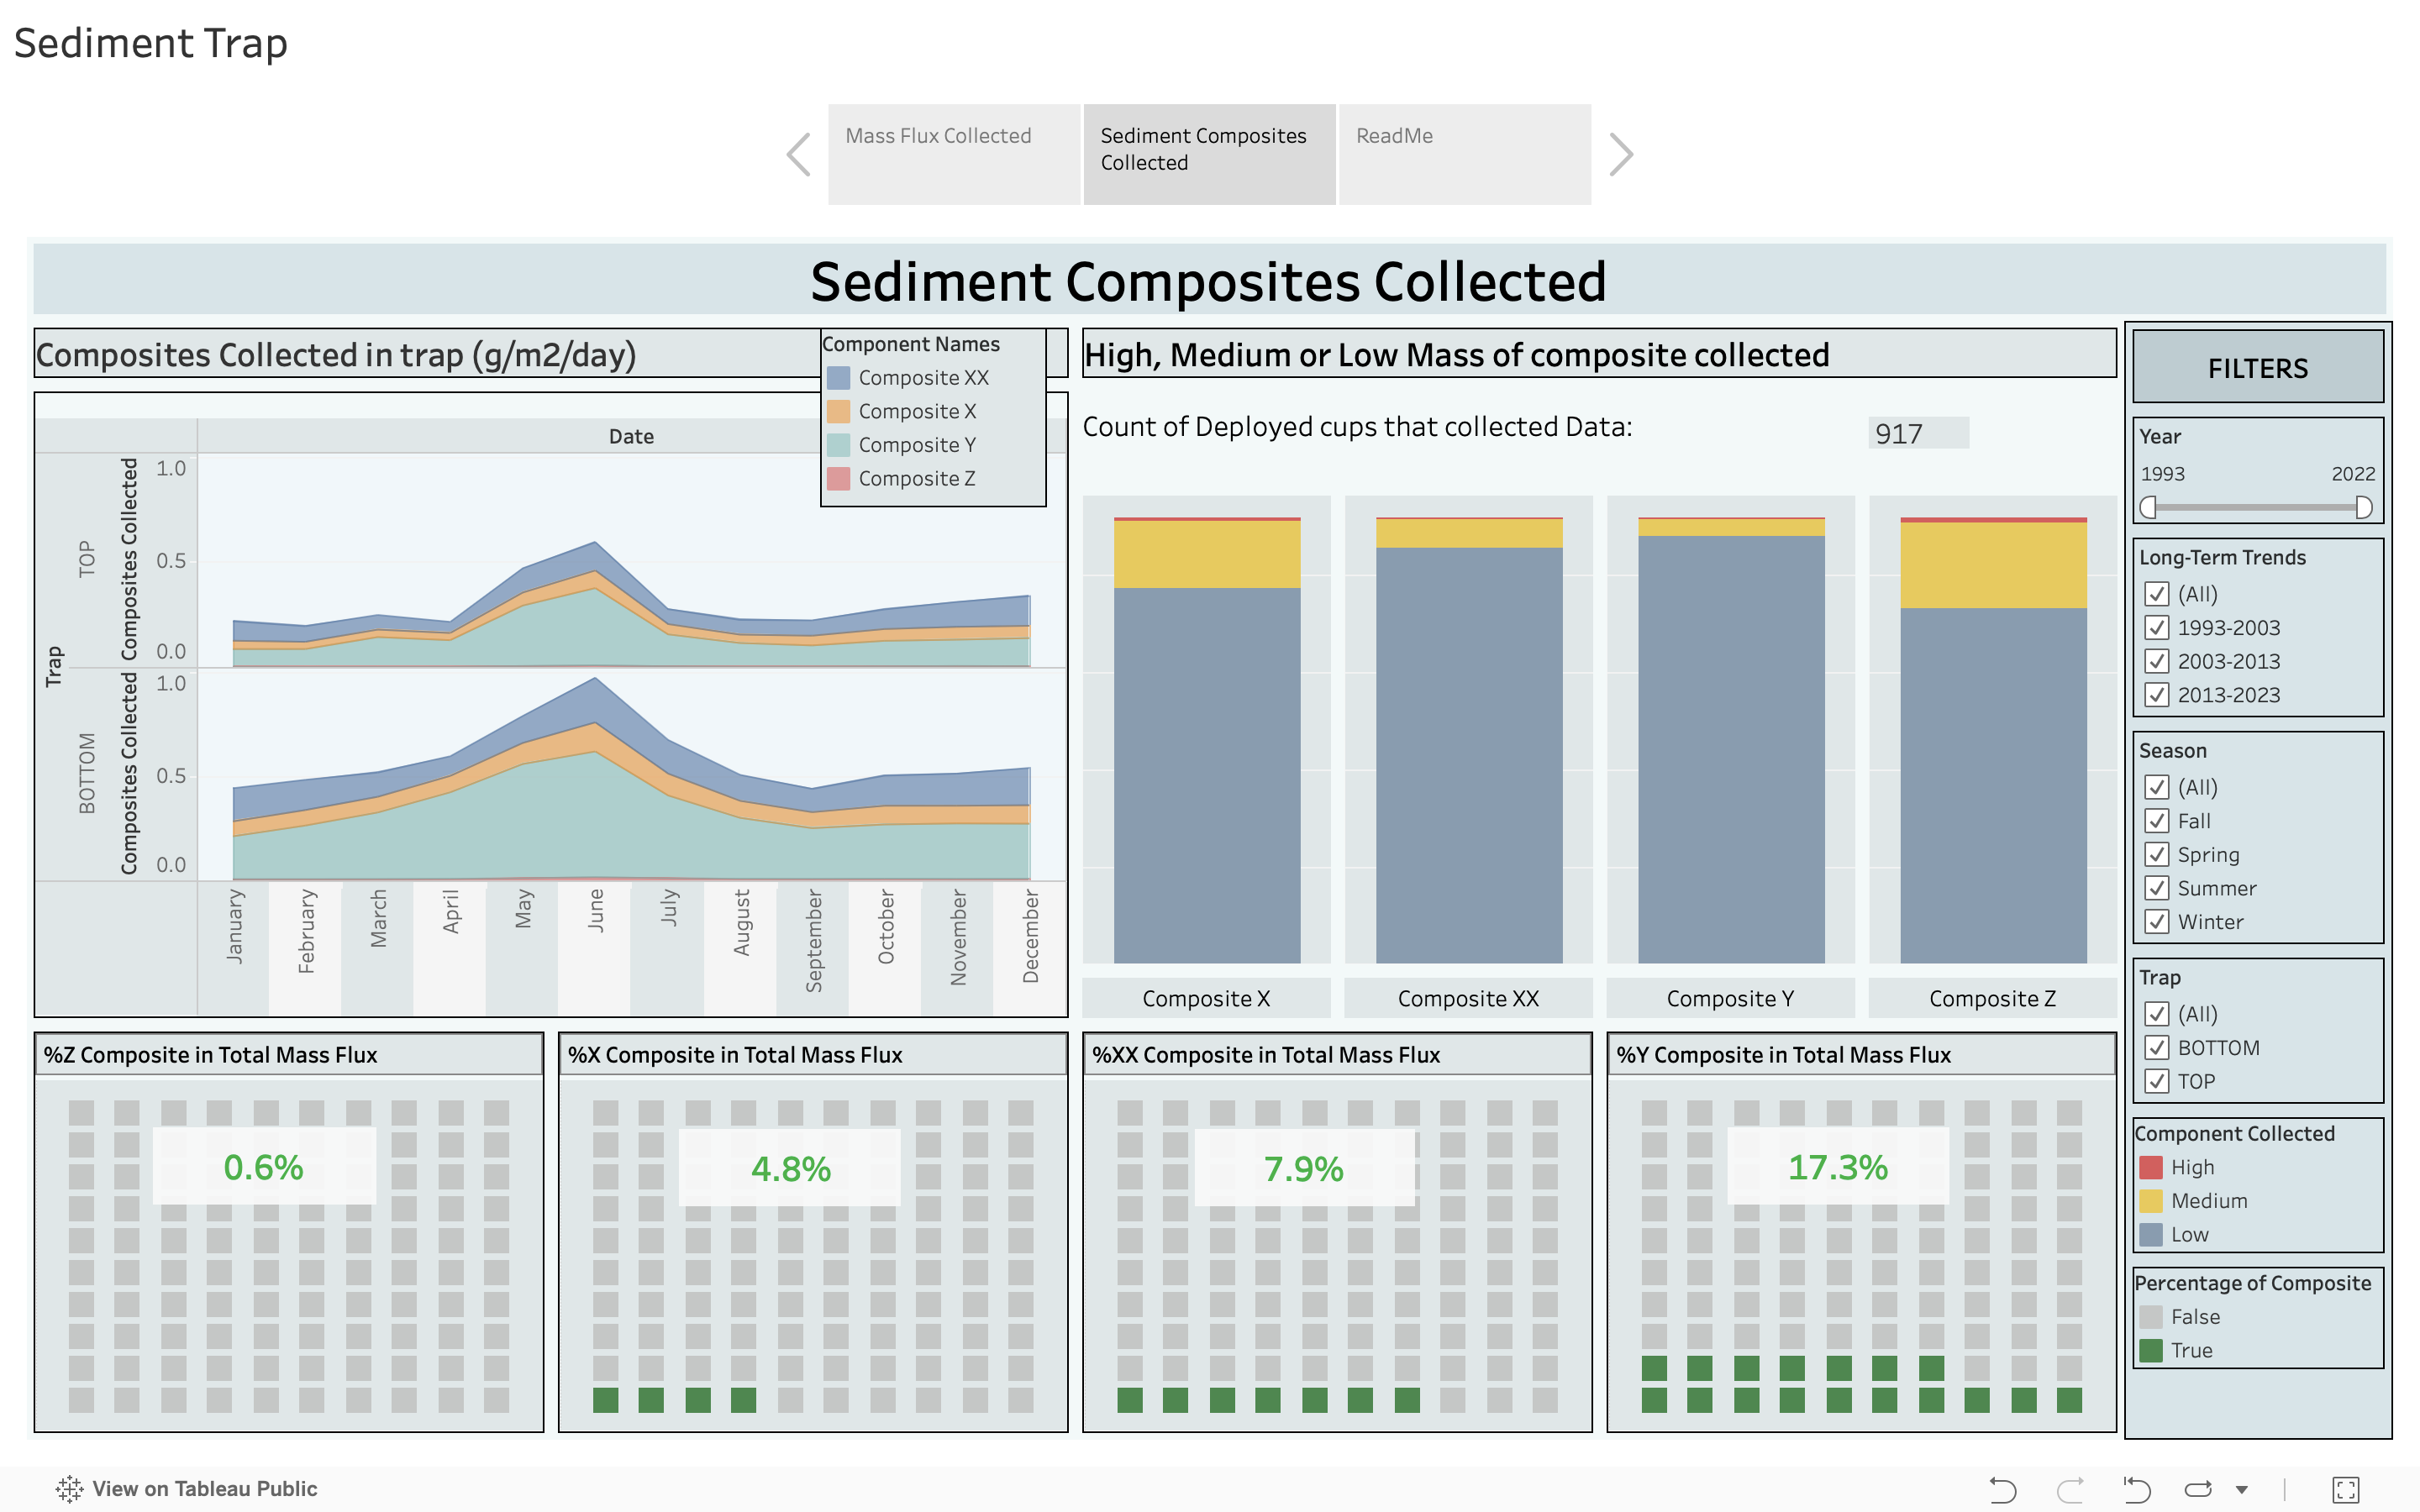 Sediment Trap
Mass Flux Collected
Sediment Composites
Collected
ReadMe
Sediment Composites Collected
Composites Collected in trap (g/m2/day)
Component Names
Composite XX
Composite X
Composite Y
Composite Z
Date
Trap
TOP
Composites Collected
1.0
0.5
0.0
BOTTOM
Composites Collected
1.0
0.5
0.0
January
February
March
April
May
June
July
August
September
October
November
December
High, Medium or Low Mass of composite collected
Count of Deployed cups that collected Data:
917
Composite X
Composite XX
Composite Y
Composite Z
%Z Composite in Total Mass Flux
0.6%
%X Composite in Total Mass Flux
4.8%
%XX Composite in Total Mass Flux
7.9%
%Y Composite in Total Mass Flux
17.3%
FILTERS
Year
1993
2022
Long-Term Trends
(All)
1993-2003
2003-2013
2013-2023
Season
(All)
Fall
Spring
Summer
Winter
Trap
(All)
BOTTOM
TOP
Component Collected
High
Medium
Low
Percentage of Composite
False
True
View on Tableau Public